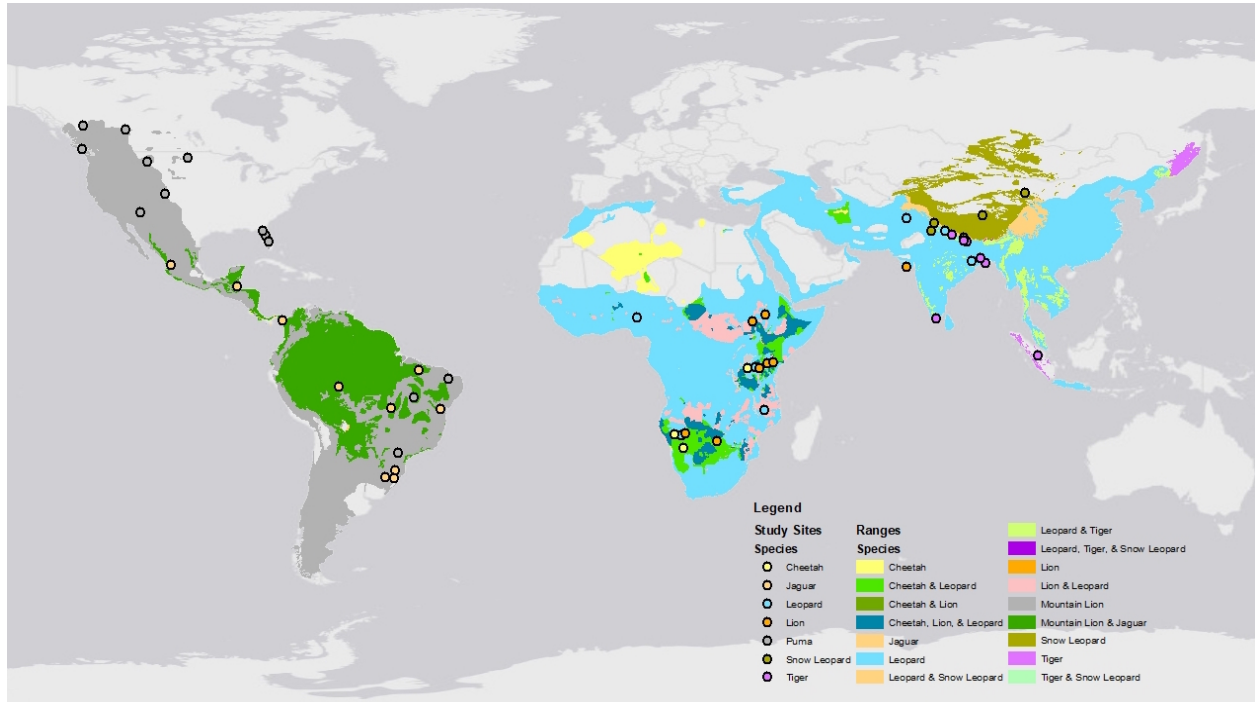 Legend
Study Sites
Species
Cheetah
Jaguar
Leopard
Lion
Puma
Snow Leopard
Tiger
Ranges
Species
Cheetah
Cheetah & Leopard
Cheetah & Lion
Cheetah, Lion, & Leopard
Jaguar
Leopard
Leopard & Snow Leopard
Leopard & Tiger
Leopard, Tiger, & Snow Leopard
Lion
Lion & Leopard
Mountain Lion
Mountain Lion & Jaguar
Snow Leopard
Tiger
Tiger & Snow Leopard